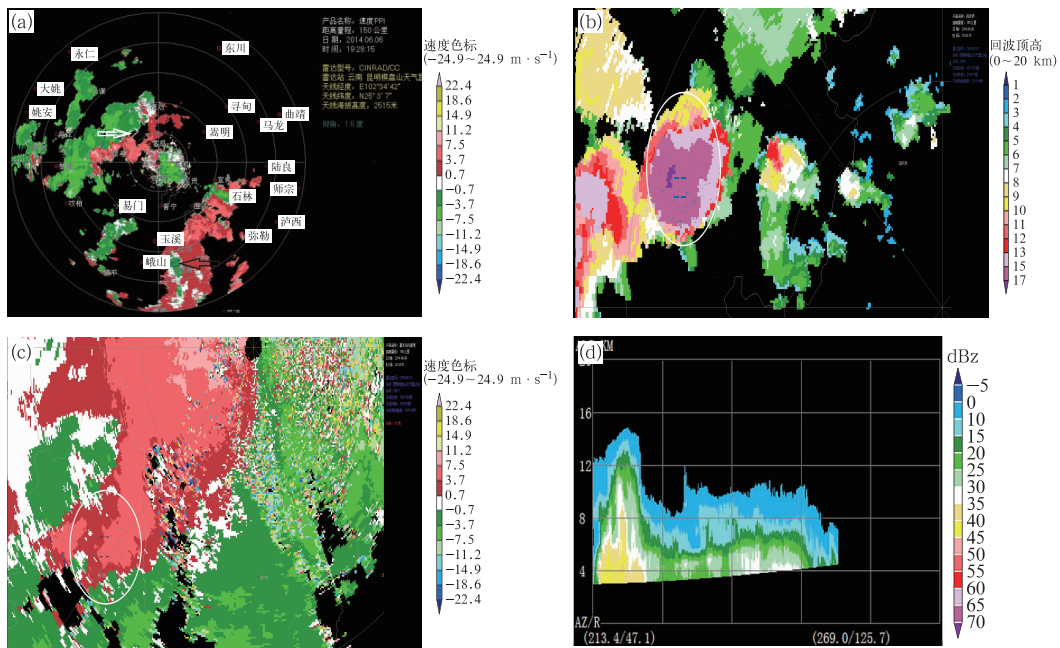 (a)
产品名称：速度PPI
距离量程：150公里
日 期：2014.06.06
时 间：19:28:15
雷达型号：CINRAD/CC
雷达站：云南 昆明棋盘山天气雷
天线经度：E102°34′42″
天线纬度：N25°3′7″
天线海拔高度：2515米
仰角：1.5 度
永仁
东川
大姚
姚安
寻甸
曲靖
马龙
嵩明
陆良
师宗
石林
易门
泸西
弥勒
玉溪
峨山
晋宁
双柏
速度色标
(−24.9~24.9 m·s⁻¹)
22.4
18.6
14.9
11.2
7.5
3.7
0.7
−0.7
−3.7
−7.5
−11.2
−14.9
−18.6
−22.4
(b)
回波顶高
(0~20 km)
1
2
3
4
5
6
7
8
9
10
11
12
13
15
17
(c)
速度色标
(−24.9~24.9 m·s⁻¹)
22.4
18.6
14.9
11.2
7.5
3.7
0.7
−0.7
−3.7
−7.5
−11.2
−14.9
−18.6
−22.4
(d)
KM
16
12
8
4
AZ/R
(213.4/47.1)
(269.0/125.7)
dBz
−5
0
10
15
20
25
30
35
40
45
50
55
60
65
70